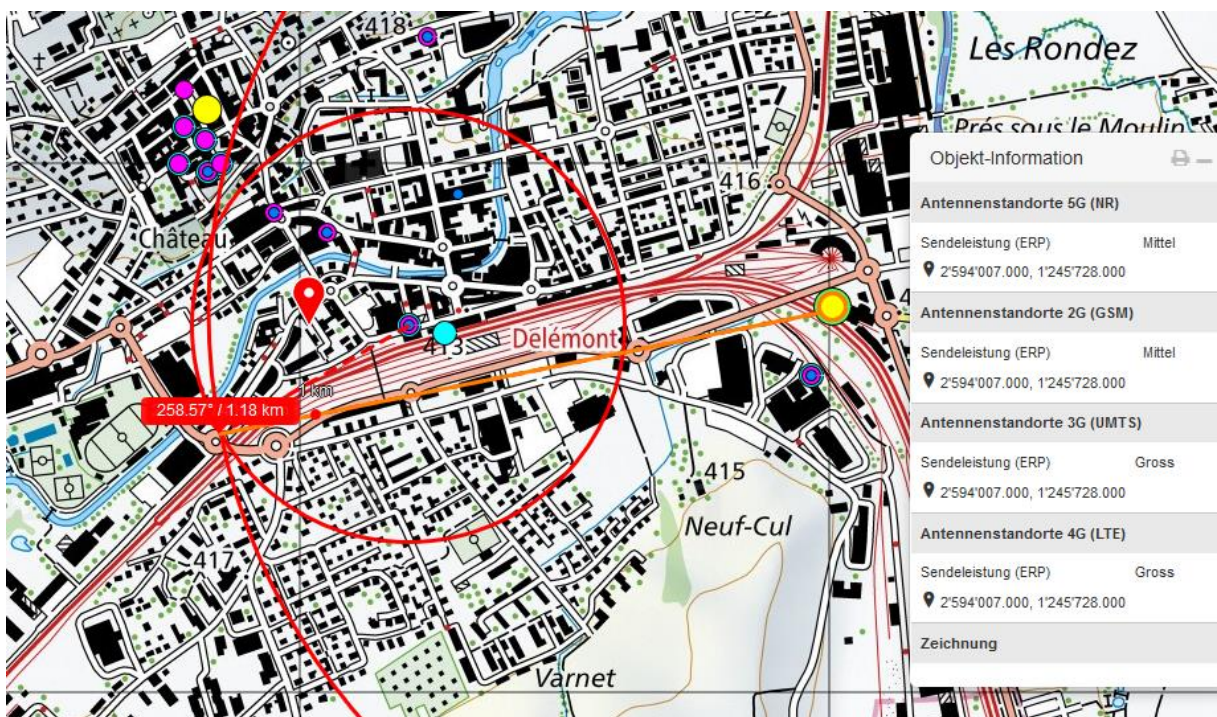 418
Les Rondez
Prés sous le Moulin
Objekt-Information
416
Antennenstandorte 5G (NR)
Château
Sendeleistung (ERP) Mittel
2'594'007.000, 1'245'728.000
Antennenstandorte 2G (GSM)
413
Delémont
Sendeleistung (ERP) Mittel
2'594'007.000, 1'245'728.000
1 km
258.57° / 1.18 km
Antennenstandorte 3G (UMTS)
Sendeleistung (ERP) Gross
415
2'594'007.000, 1'245'728.000
Neuf-Cul
Antennenstandorte 4G (LTE)
417
Sendeleistung (ERP) Gross
2'594'007.000, 1'245'728.000
Zeichnung
Varnet